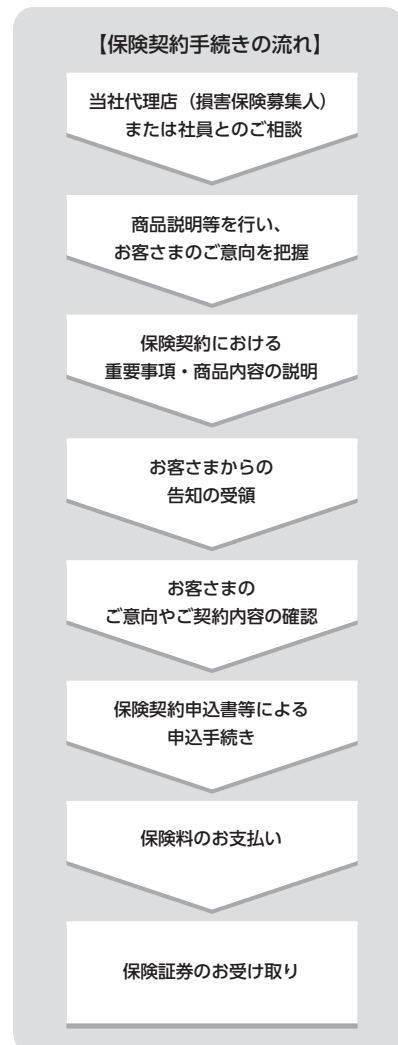 【保険契約手続きの流れ】
当社代理店（損害保険募集人）
または社員とのご相談
商品説明等を行い、
お客さまのご意向を把握
保険契約における
重要事項・商品内容の説明
お客さまからの
告知の受領
お客さまの
ご意向やご契約内容の確認
保険契約申込書等による
申込手続き
保険料のお支払い
保険証券のお受け取り